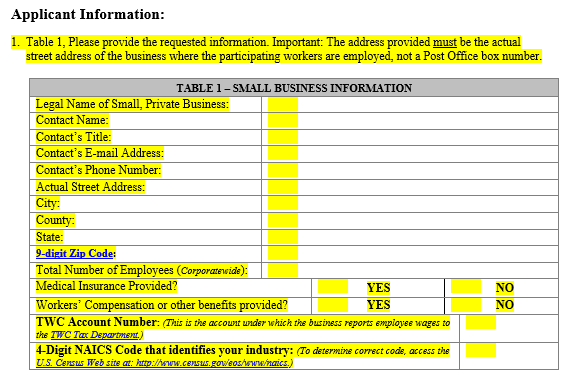 Applicant Information:
1. Table 1, Please provide the requested information. Important: The address provided must be the actual
street address of the business where the participating workers are employed, not a Post Office box number.
TABLE 1 – SMALL BUSINESS INFORMATION
Legal Name of Small, Private Business:
Contact Name:
Contact's Title:
Contact's E-mail Address:
Contact's Phone Number:
Actual Street Address:
City:
County:
State:
9-digit Zip Code:
Total Number of Employees (Corporatewide):
Medical Insurance Provided? YES NO
Workers' Compensation or other benefits provided? YES NO
TWC Account Number: (This is the account under which the business reports employee wages to
the TWC Tax Department.)
4-Digit NAICS Code that identifies your industry: (To determine correct code, access the
U.S. Census Web site at: http://www.census.gov/eos/www/naics.)